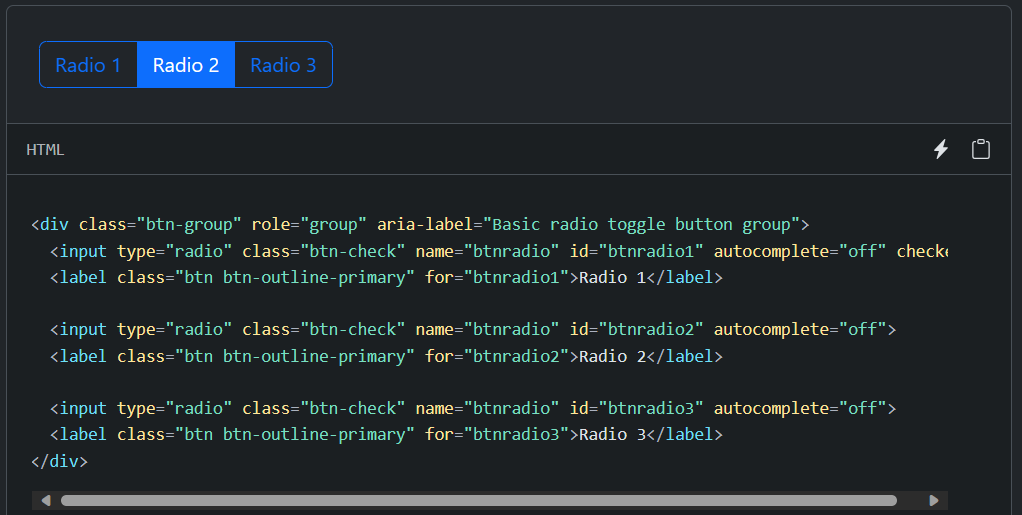 Radio 1 Radio 2 Radio 3
HTML
<div class="btn-group" role="group" aria-label="Basic radio toggle button group">
  <input type="radio" class="btn-check" name="btnradio" id="btnradio1" autocomplete="off" checke
  <label class="btn btn-outline-primary" for="btnradio1">Radio 1</label>
  <input type="radio" class="btn-check" name="btnradio" id="btnradio2" autocomplete="off">
  <label class="btn btn-outline-primary" for="btnradio2">Radio 2</label>
  <input type="radio" class="btn-check" name="btnradio" id="btnradio3" autocomplete="off">
  <label class="btn btn-outline-primary" for="btnradio3">Radio 3</label>
</div>